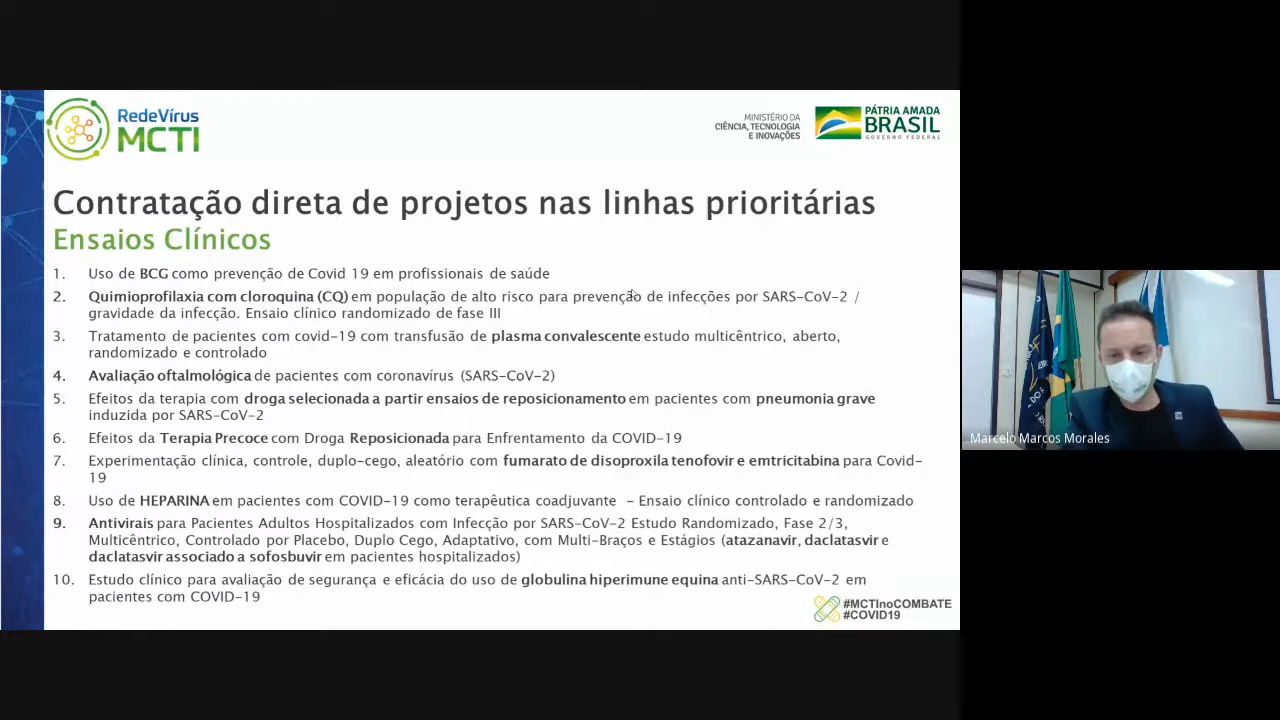 RedeVírus
MCTI
MINISTÉRIO DA
CIÊNCIA, TECNOLOGIA
E INOVAÇÕES
PÁTRIA AMADA
BRASIL
GOVERNO FEDERAL
Contratação direta de projetos nas linhas prioritárias
Ensaios Clínicos
1. Uso de BCG como prevenção de Covid 19 em profissionais de saúde
2. Quimioprofilaxia com cloroquina (CQ) em população de alto risco para prevenção de infecções por SARS-CoV-2 /
gravidade da infecção. Ensaio clínico randomizado de fase III
3. Tratamento de pacientes com covid-19 com transfusão de plasma convalescente estudo multicêntrico, aberto,
randomizado e controlado
4. Avaliação oftalmológica de pacientes com coronavírus (SARS-CoV-2)
5. Efeitos da terapia com droga selecionada a partir ensaios de reposicionamento em pacientes com pneumonia grave
induzida por SARS-CoV-2
6. Efeitos da Terapia Precoce com Droga Reposicionada para Enfrentamento da COVID-19
7. Experimentação clínica, controle, duplo-cego, aleatório com fumarato de disoproxila tenofovir e emtricitabina para Covid-
19
8. Uso de HEPARINA em pacientes com COVID-19 como terapêutica coadjuvante - Ensaio clínico controlado e randomizado
9. Antivirais para Pacientes Adultos Hospitalizados com Infecção por SARS-CoV-2 Estudo Randomizado, Fase 2/3,
Multicêntrico, Controlado por Placebo, Duplo Cego, Adaptativo, com Multi-Braços e Estágios (atazanavir, daclatasvir e
daclatasvir associado a sofosbuvir em pacientes hospitalizados)
10. Estudo clínico para avaliação de segurança e eficácia do uso de globulina hiperimune equina anti-SARS-CoV-2 em
pacientes com COVID-19
#MCTInoCOMBATE
#COVID19
Marcelo Marcos Morales